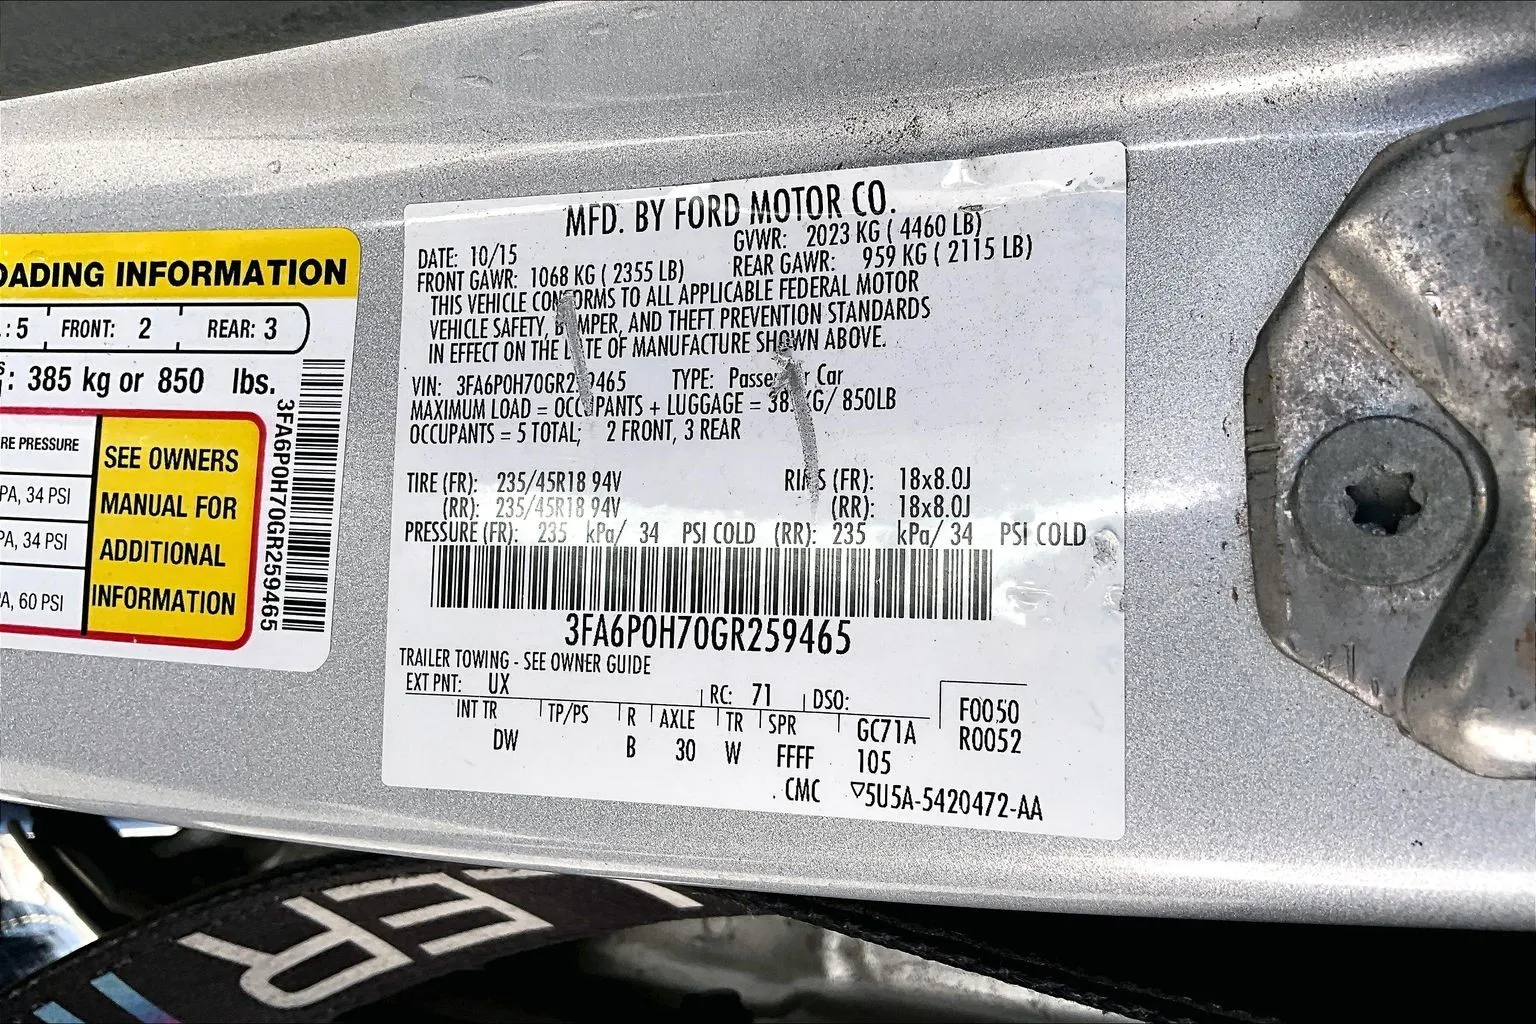 OADING INFORMATION
: 5 FRONT: 2 REAR: 3
: 385 kg or 850 lbs.
RE PRESSURE
PA, 34 PSI
PA, 34 PSI
PA, 60 PSI
SEE OWNERS
MANUAL FOR
ADDITIONAL
INFORMATION
3FA6P0H70GR259465
MFD. BY FORD MOTOR CO.
DATE: 10/15 GVWR: 2023 KG ( 4460 LB)
FRONT GAWR: 1068 KG ( 2355 LB) REAR GAWR: 959 KG ( 2115 LB)
THIS VEHICLE CONFORMS TO ALL APPLICABLE FEDERAL MOTOR
VEHICLE SAFETY, BUMPER, AND THEFT PREVENTION STANDARDS
IN EFFECT ON THE DATE OF MANUFACTURE SHOWN ABOVE.
VIN: 3FA6P0H70GR259465 TYPE: Passenger Car
MAXIMUM LOAD = OCCUPANTS + LUGGAGE = 385KG/ 850LB
OCCUPANTS = 5 TOTAL; 2 FRONT, 3 REAR
TIRE (FR): 235/45R18 94V RIMS (FR): 18x8.0J
(RR): 235/45R18 94V (RR): 18x8.0J
PRESSURE (FR): 235 kPa/ 34 PSI COLD (RR): 235 kPa/ 34 PSI COLD
3FA6P0H70GR259465
TRAILER TOWING - SEE OWNER GUIDE
EXT PNT: UX RC: 71 DSO: F0050
INT TR TP/PS R AXLE TR SPR GC71A R0052
DW B 30 W FFFF 105
CMC ▽5U5A-5420472-AA
ER